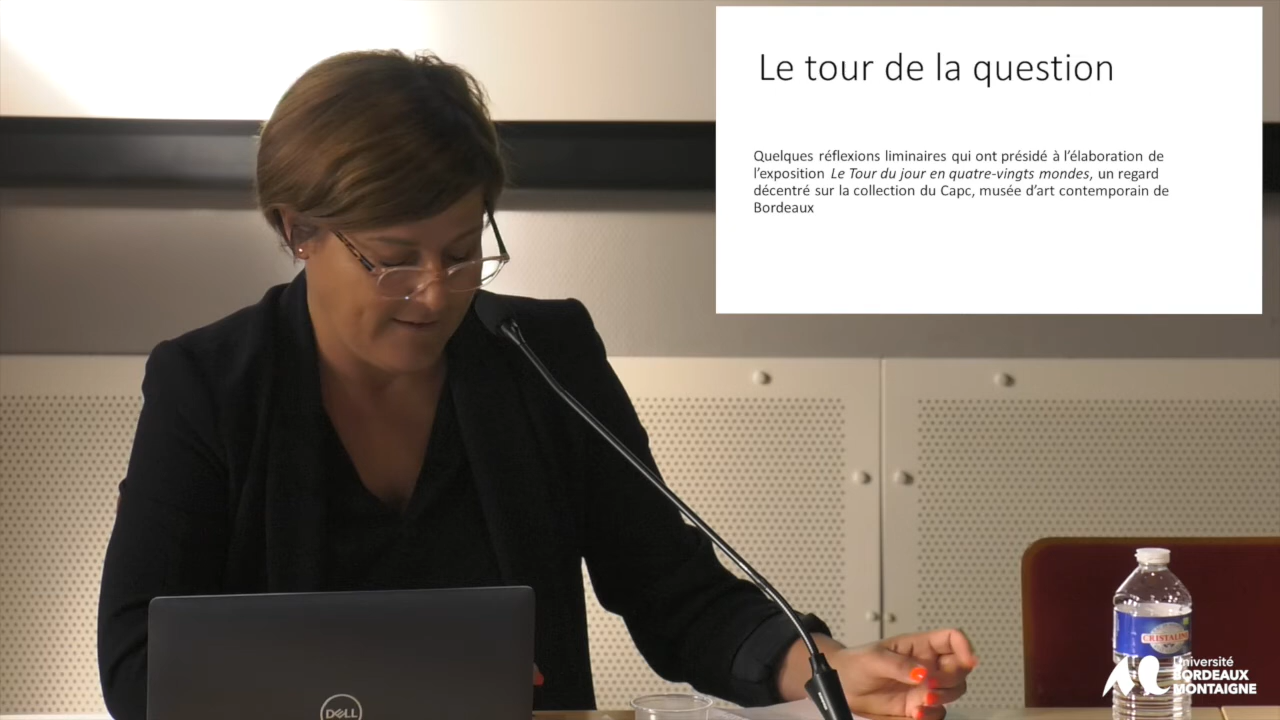 Le tour de la question
Quelques réflexions liminaires qui ont présidé à l'élaboration de
l'exposition Le Tour du jour en quatre-vingts mondes, un regard
décentré sur la collection du Capc, musée d'art contemporain de
Bordeaux
DELL
CRISTALINE
Université
BORDEAUX
MONTAIGNE